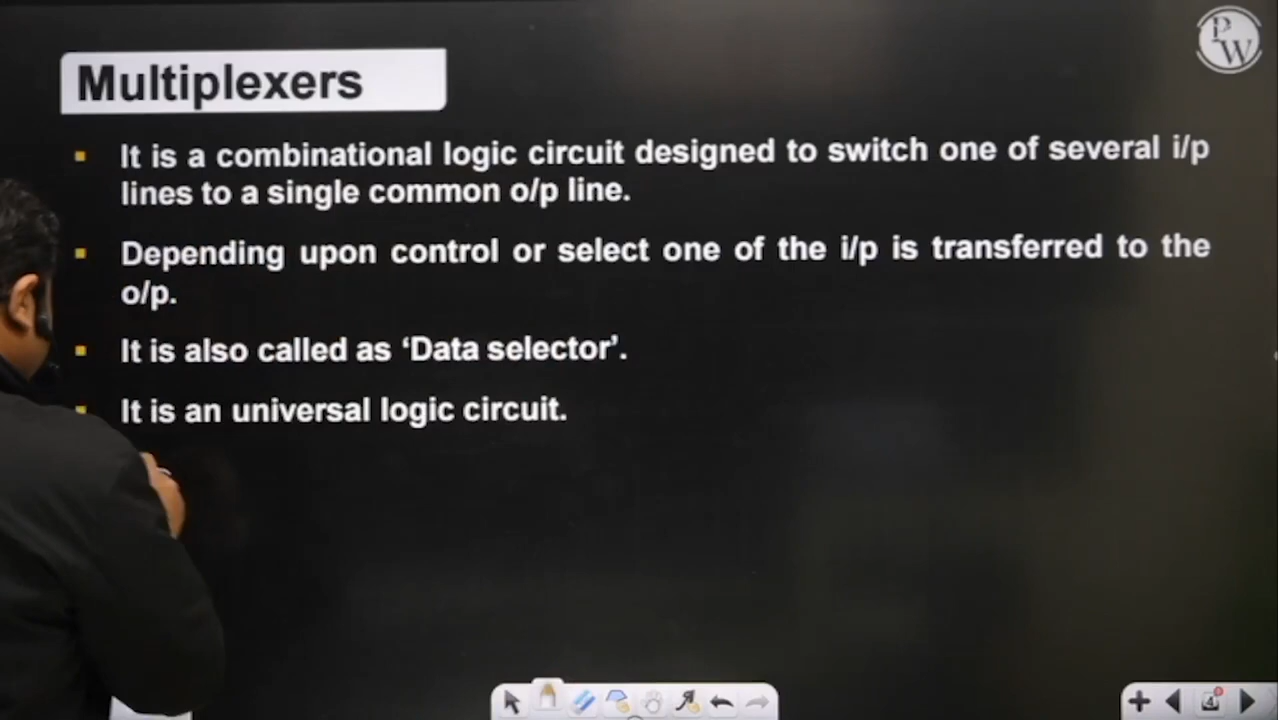 PW
Multiplexers
It is a combinational logic circuit designed to switch one of several i/p
lines to a single common o/p line.
Depending upon control or select one of the i/p is transferred to the
o/p.
It is also called as ‘Data selector’.
It is an universal logic circuit.
4